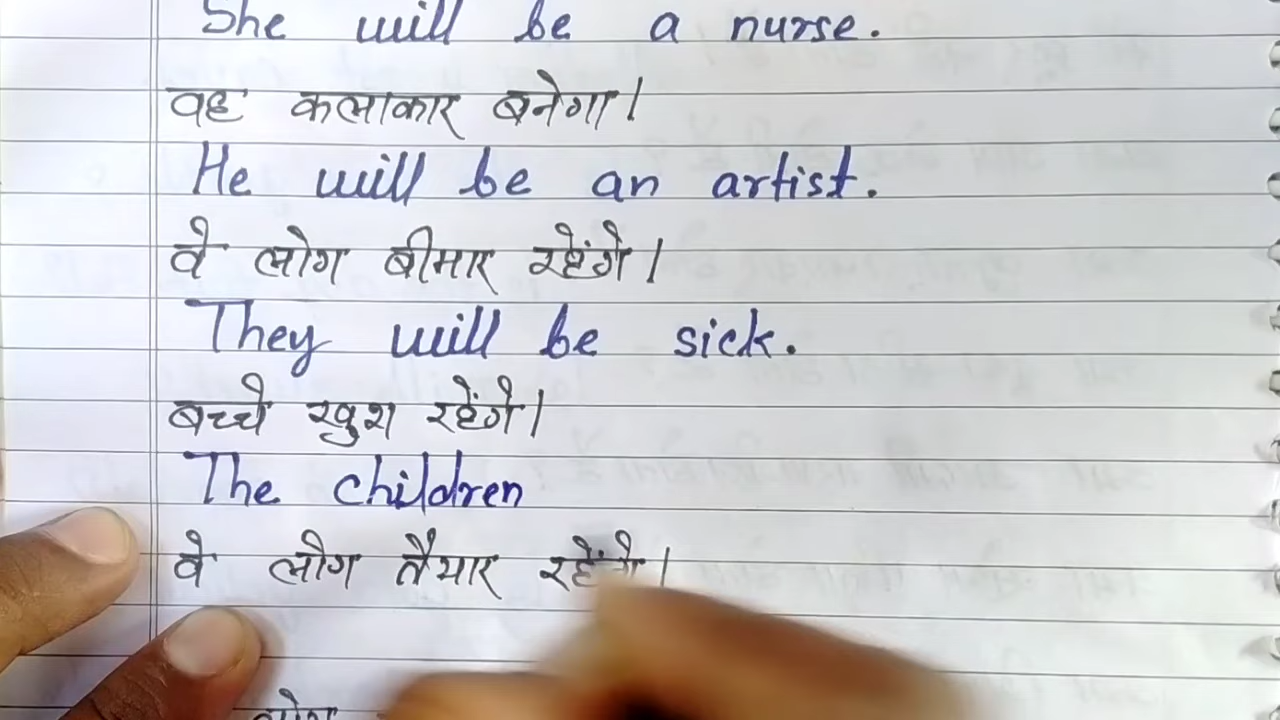 She will be a nurse.
वह कलाकार बनेगा।
He will be an artist.
वे लोग बीमार रहेंगे।
They will be sick.
बच्चे खुश रहेंगे।
The children
वे लोग तैयार रहेंगे।
लोग